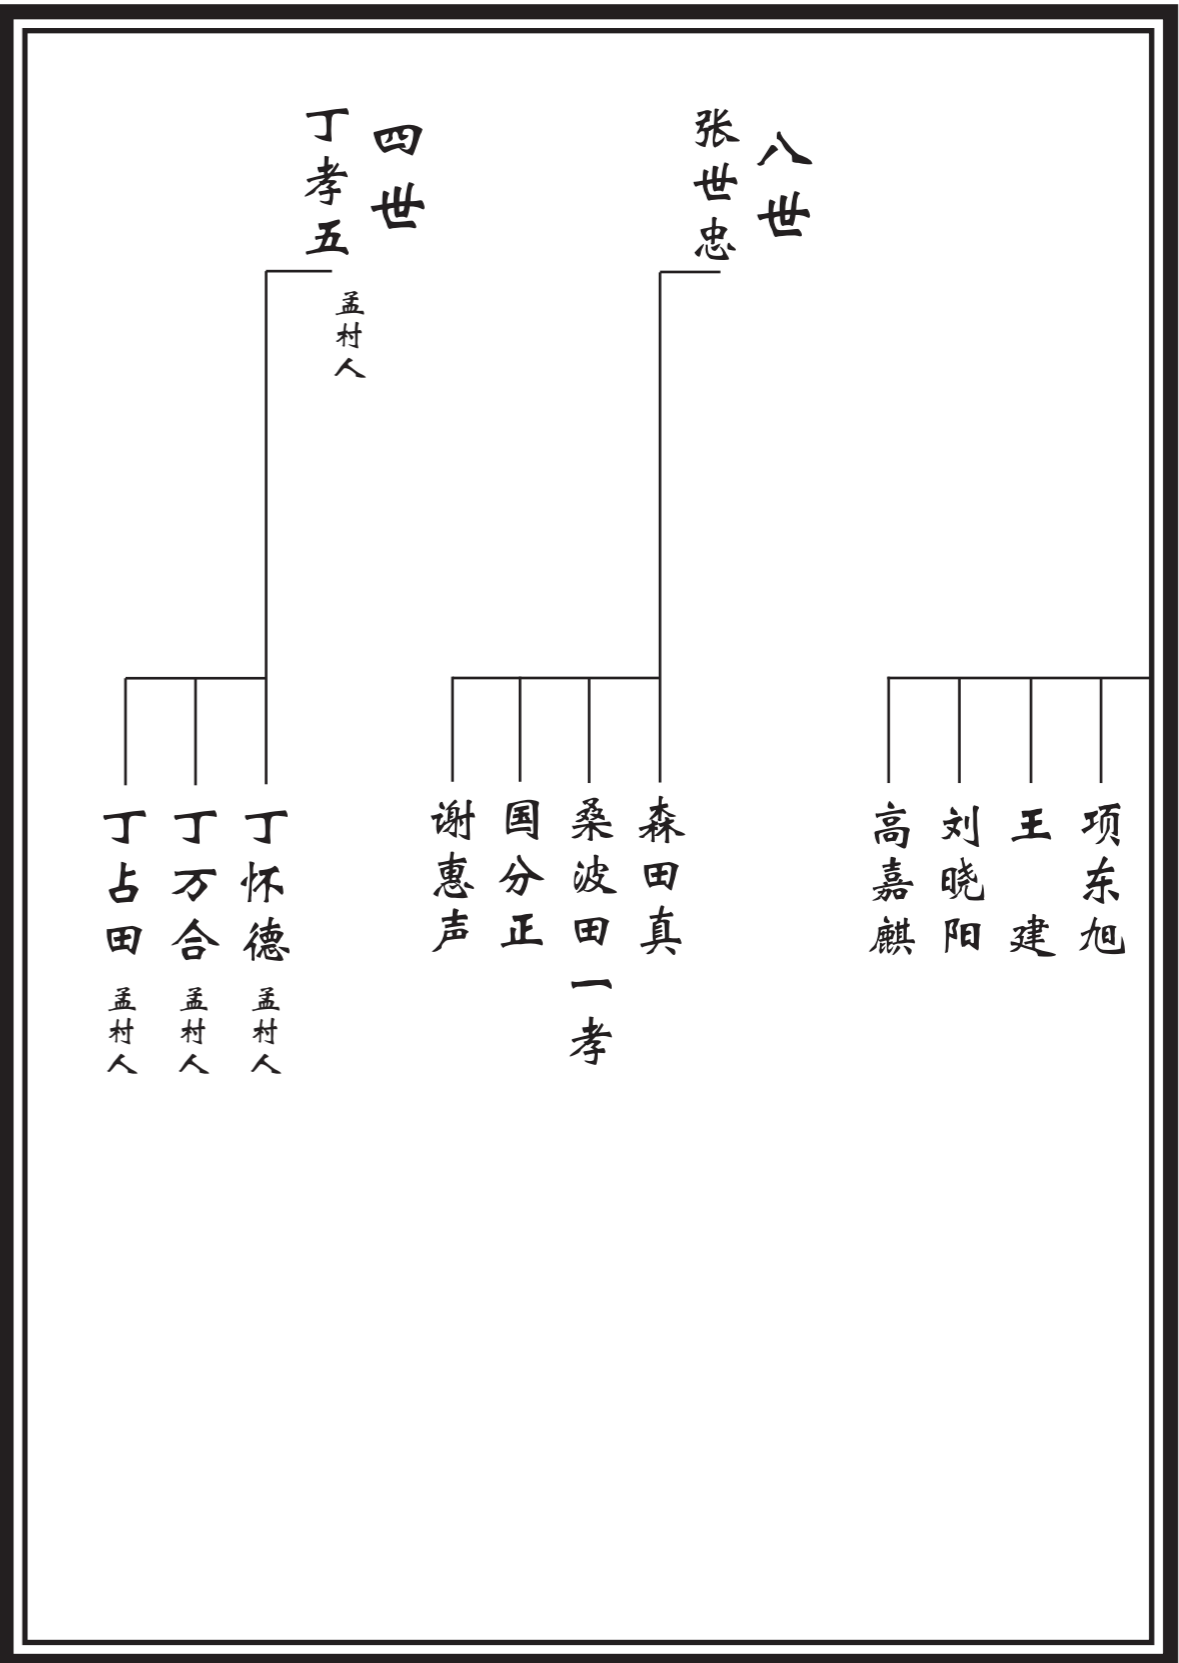 八世
张世忠
四世
丁孝五
孟村人
项东旭
王建
刘晓阳
高嘉麒
森田真
桑波田一孝
国分正
谢惠声
丁怀德 孟村人
丁万合 孟村人
丁占田 孟村人